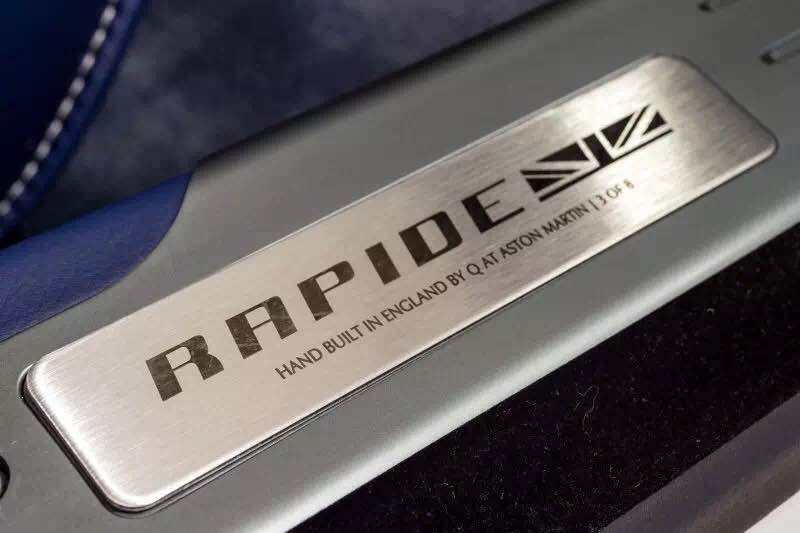 RAPIDE
HAND BUILT IN ENGLAND BY Q AT ASTON MARTIN | 3 OF 8